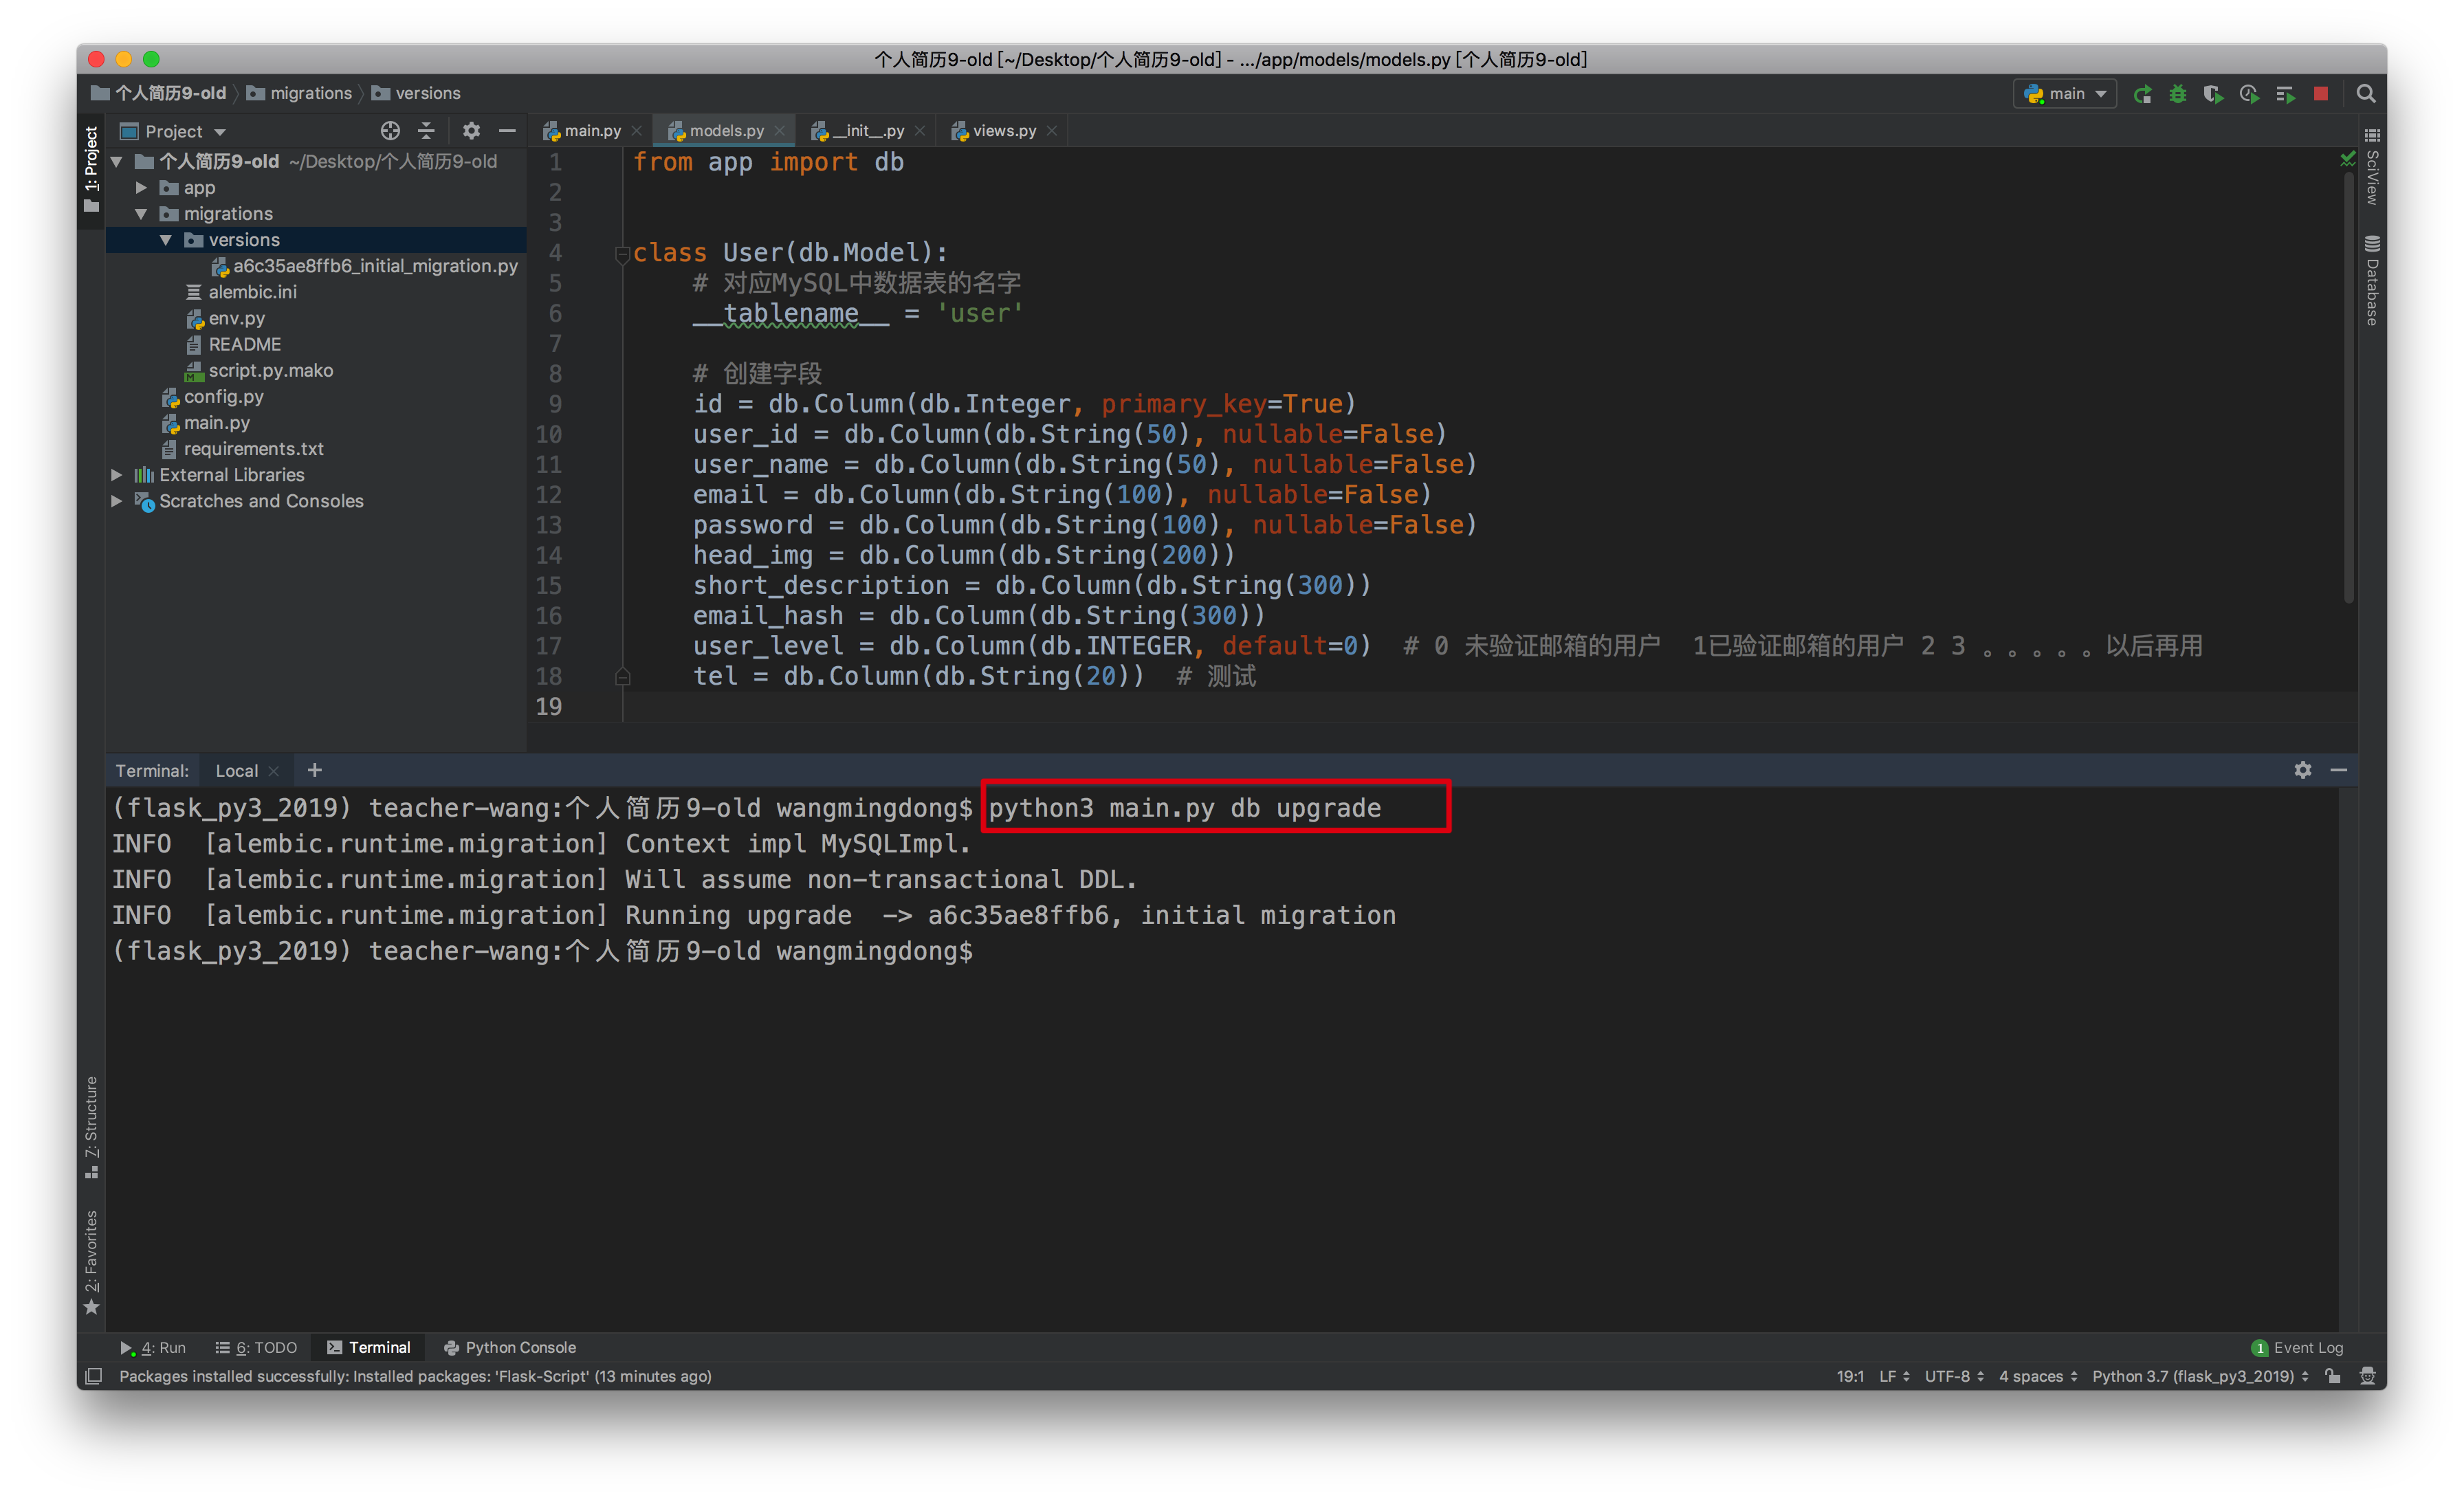 个人简历9-old [~/Desktop/个人简历9-old] - .../app/models/models.py [个人简历9-old]
个人简历9-old migrations versions
main
1: Project
Project
个人简历9-old ~/Desktop/个人简历9-old
app
migrations
versions
a6c35ae8ffb6_initial_migration.py
alembic.ini
env.py
README
script.py.mako
config.py
main.py
requirements.txt
External Libraries
Scratches and Consoles
main.py models.py __init__.py views.py
1 from app import db
2
3
4 class User(db.Model):
5 # 对应MySQL中数据表的名字
6 __tablename__ = 'user'
7
8 # 创建字段
9 id = db.Column(db.Integer, primary_key=True)
10 user_id = db.Column(db.String(50), nullable=False)
11 user_name = db.Column(db.String(50), nullable=False)
12 email = db.Column(db.String(100), nullable=False)
13 password = db.Column(db.String(100), nullable=False)
14 head_img = db.Column(db.String(200))
15 short_description = db.Column(db.String(300))
16 email_hash = db.Column(db.String(300))
17 user_level = db.Column(db.INTEGER, default=0) # 0 未验证邮箱的用户 1已验证邮箱的用户 2 3 。。。。。以后再用
18 tel = db.Column(db.String(20)) # 测试
19
SciView
Database
Terminal: Local +
(flask_py3_2019) teacher-wang:个人简历9-old wangmingdong$ python3 main.py db upgrade
INFO [alembic.runtime.migration] Context impl MySQLImpl.
INFO [alembic.runtime.migration] Will assume non-transactional DDL.
INFO [alembic.runtime.migration] Running upgrade -> a6c35ae8ffb6, initial migration
(flask_py3_2019) teacher-wang:个人简历9-old wangmingdong$
7: Structure
2: Favorites
4: Run 6: TODO Terminal Python Console 1 Event Log
Packages installed successfully: Installed packages: 'Flask-Script' (13 minutes ago) 19:1 LF UTF-8 4 spaces Python 3.7 (flask_py3_2019)